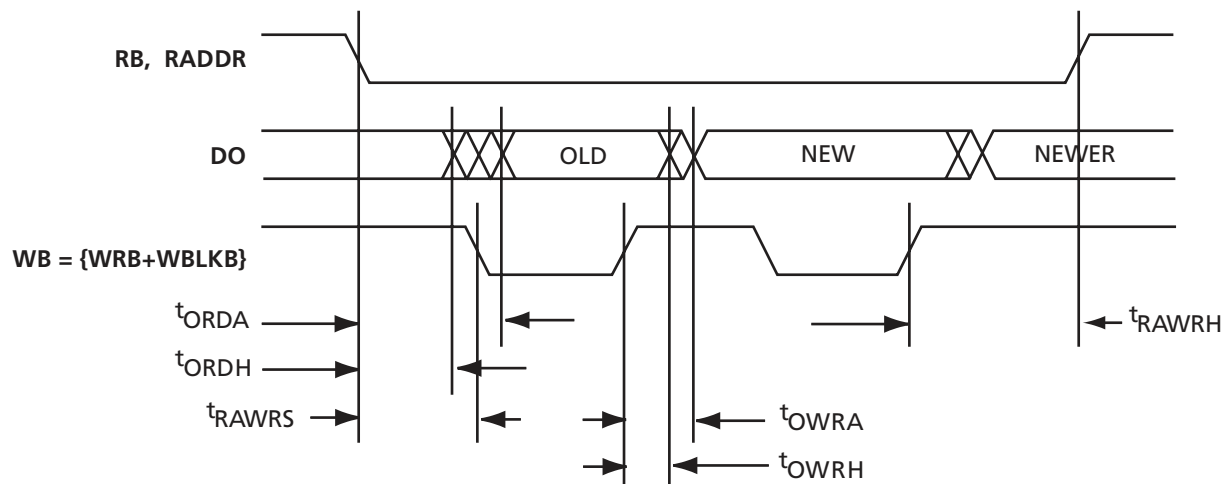 RB, RADDR
DO
OLD
NEW
NEWER
WB = {WRB+WBLKB}
tORDA
tRAWRH
tORDH
tRAWRS
tOWRA
tOWRH